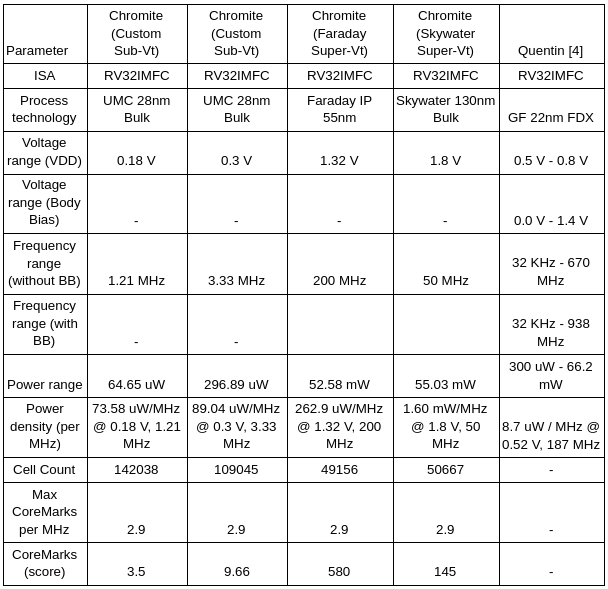 Parameter | Chromite (Custom Sub-Vt) | Chromite (Custom Sub-Vt) | Chromite (Faraday Super-Vt) | Chromite (Skywater Super-Vt) | Quentin [4]
ISA | RV32IMFC | RV32IMFC | RV32IMFC | RV32IMFC | RV32IMFC
Process technology | UMC 28nm Bulk | UMC 28nm Bulk | Faraday IP 55nm | Skywater 130nm Bulk | GF 22nm FDX
Voltage range (VDD) | 0.18 V | 0.3 V | 1.32 V | 1.8 V | 0.5 V - 0.8 V
Voltage range (Body Bias) | - | - | - | - | 0.0 V - 1.4 V
Frequency range (without BB) | 1.21 MHz | 3.33 MHz | 200 MHz | 50 MHz | 32 KHz - 670 MHz
Frequency range (with BB) | - | - | | | 32 KHz - 938 MHz
Power range | 64.65 uW | 296.89 uW | 52.58 mW | 55.03 mW | 300 uW - 66.2 mW
Power density (per MHz) | 73.58 uW/MHz @ 0.18 V, 1.21 MHz | 89.04 uW/MHz @ 0.3 V, 3.33 MHz | 262.9 uW/MHz @ 1.32 V, 200 MHz | 1.60 mW/MHz @ 1.8 V, 50 MHz | 8.7 uW / MHz @ 0.52 V, 187 MHz
Cell Count | 142038 | 109045 | 49156 | 50667 | -
Max CoreMarks per MHz | 2.9 | 2.9 | 2.9 | 2.9 | -
CoreMarks (score) | 3.5 | 9.66 | 580 | 145 | -